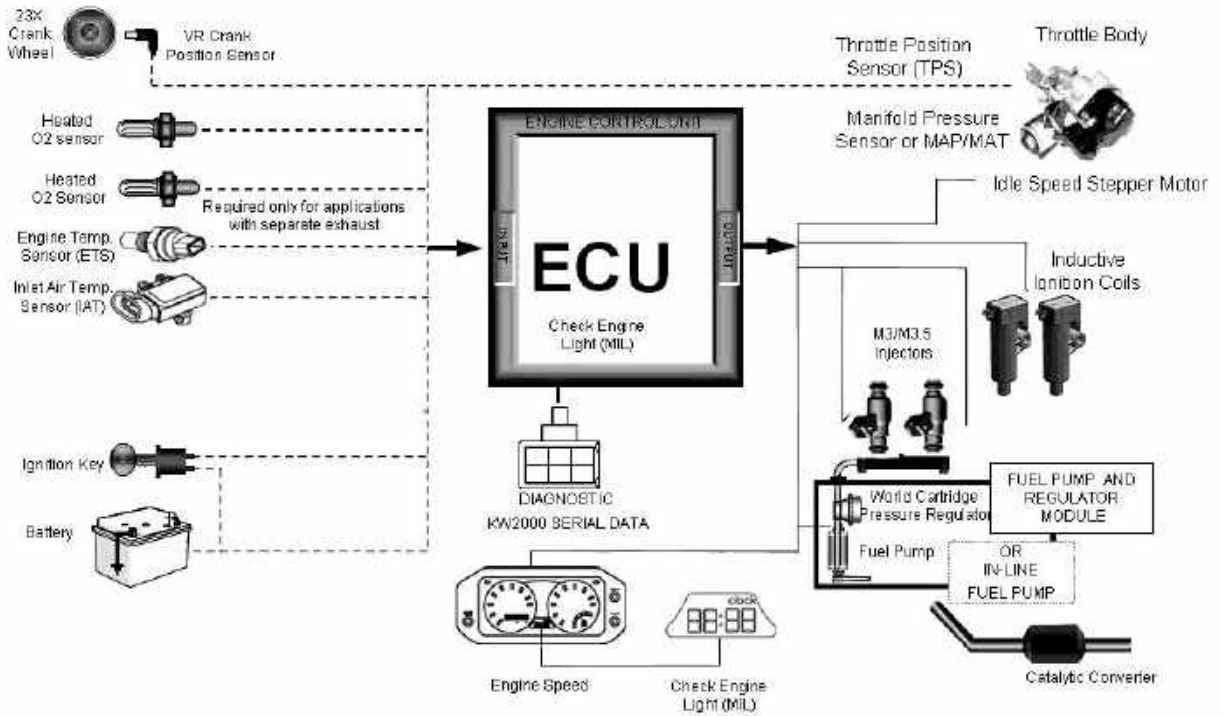 23X
Crank
Wheel
VR Crank
Position Sensor
Heated
O2 sensor
Heated
O2 Sensor
Required only for applications
with separate exhaust
Engine Temp.
Sensor (ETS)
Inlet Air Temp.
Sensor (IAT)
Ignition Key
Battery
ENGINE CONTROL UNIT
INPUT
ECU
OUTPUT
Check Engine
Light (MIL)
DIAGNOSTIC
KW2000 SERIAL DATA
Throttle Position
Sensor (TPS)
Throttle Body
Manifold Pressure
Sensor or MAP/MAT
Idle Speed Stepper Motor
Inductive
Ignition Coils
M3/M3.5
Injectors
World Cartridge
Pressure Regulator
Fuel Pump
FUEL PUMP AND
REGULATOR
MODULE
OR
IN-LINE
FUEL PUMP
clock
88:88
Engine Speed
Check Engine
Light (MIL)
Catalytic Converter